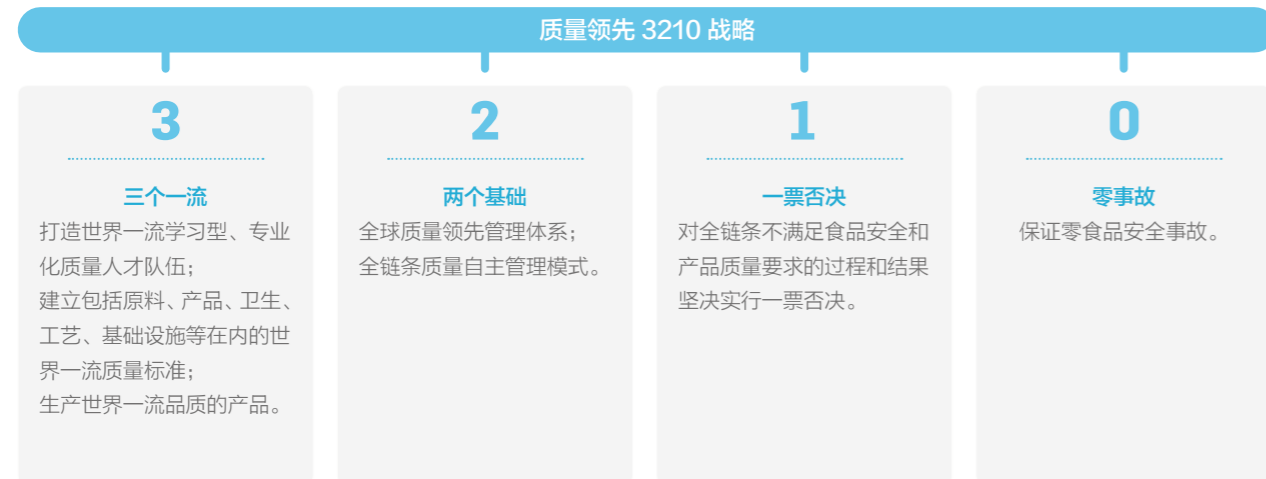 质量领先 3210 战略
3
三个一流
打造世界一流学习型、专业
化质量人才队伍；
建立包括原料、产品、卫生、
工艺、基础设施等在内的世
界一流质量标准；
生产世界一流品质的产品。
2
两个基础
全球质量领先管理体系；
全链条质量自主管理模式。
1
一票否决
对全链条不满足食品安全和
产品质量要求的过程和结果
坚决实行一票否决。
0
零事故
保证零食品安全事故。